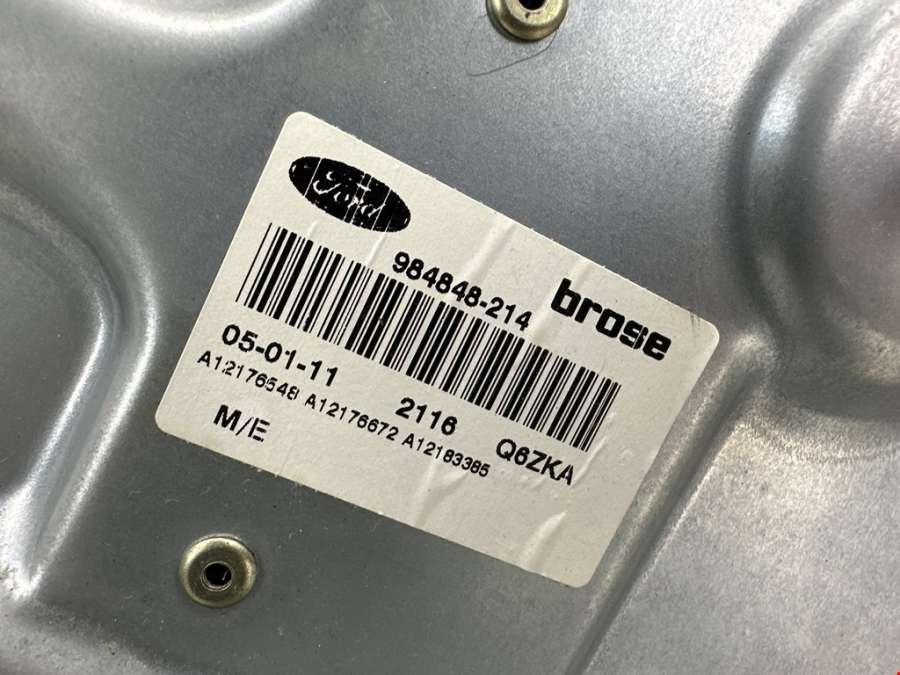 Ford
984848-214
brose
05-01-11
2116
Q6ZKA
A12176548 A12176672 A12183385
M/E